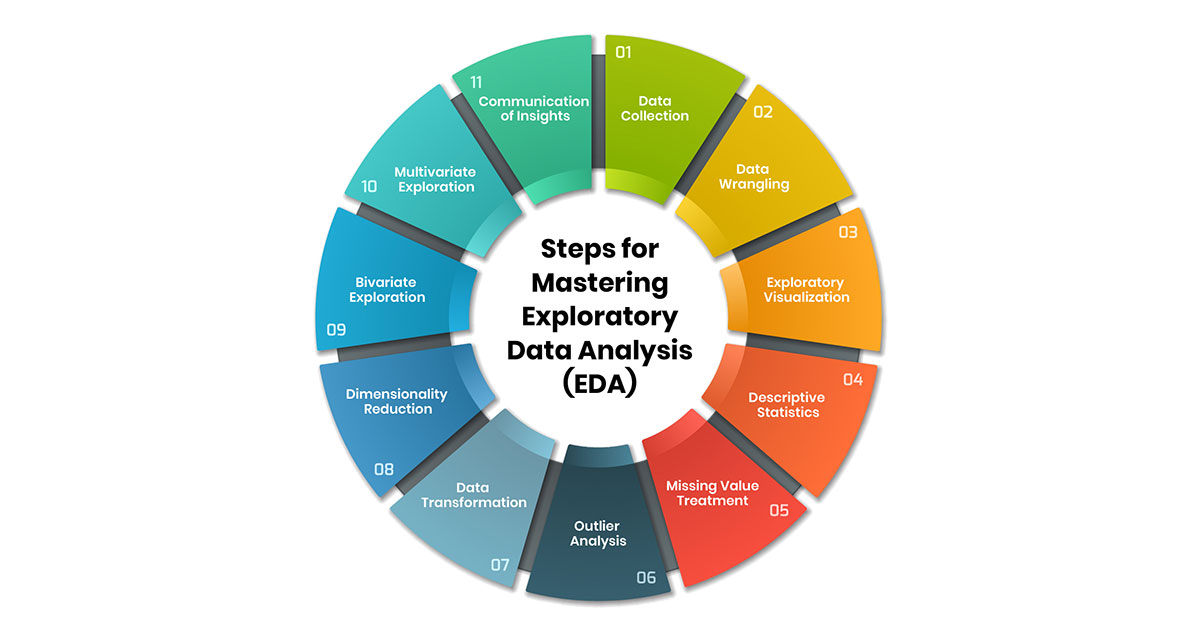 Steps for
Mastering
Exploratory
Data Analysis
(EDA)
01
Data
Collection
02
Data
Wrangling
03
Exploratory
Visualization
04
Descriptive
Statistics
05
Missing Value
Treatment
06
Outlier
Analysis
07
Data
Transformation
08
Dimensionality
Reduction
09
Bivariate
Exploration
10
Multivariate
Exploration
11
Communication
of Insights